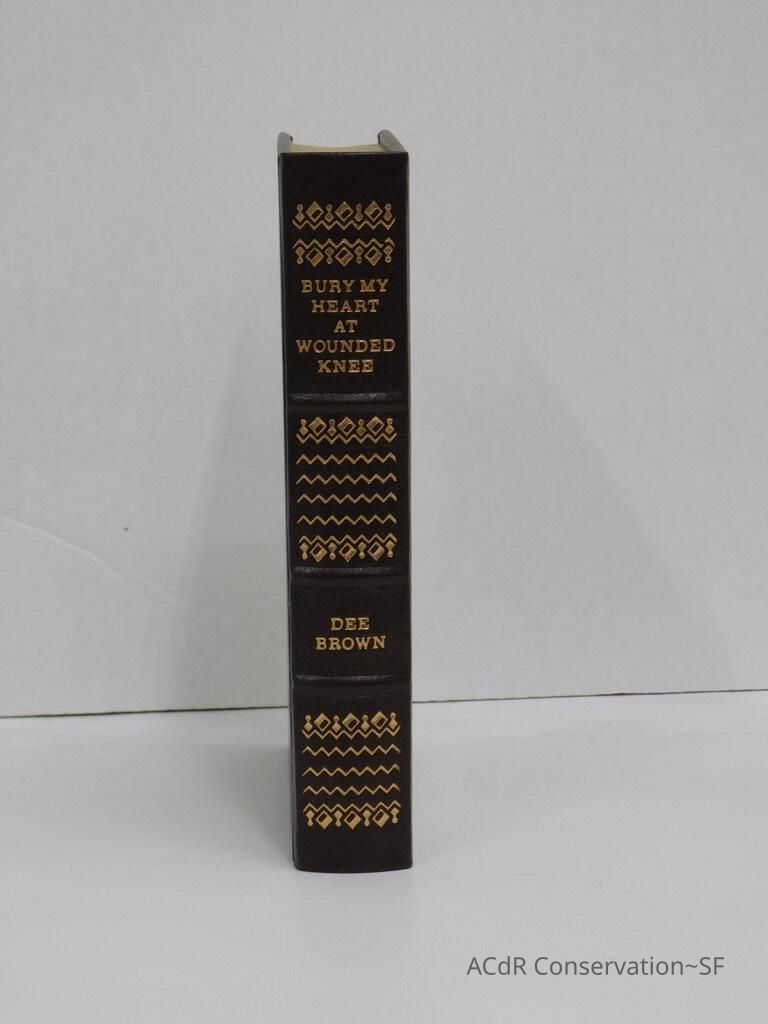 BURY MY
HEART
AT
WOUNDED
KNEE
DEE
BROWN
ACdR Conservation~SF